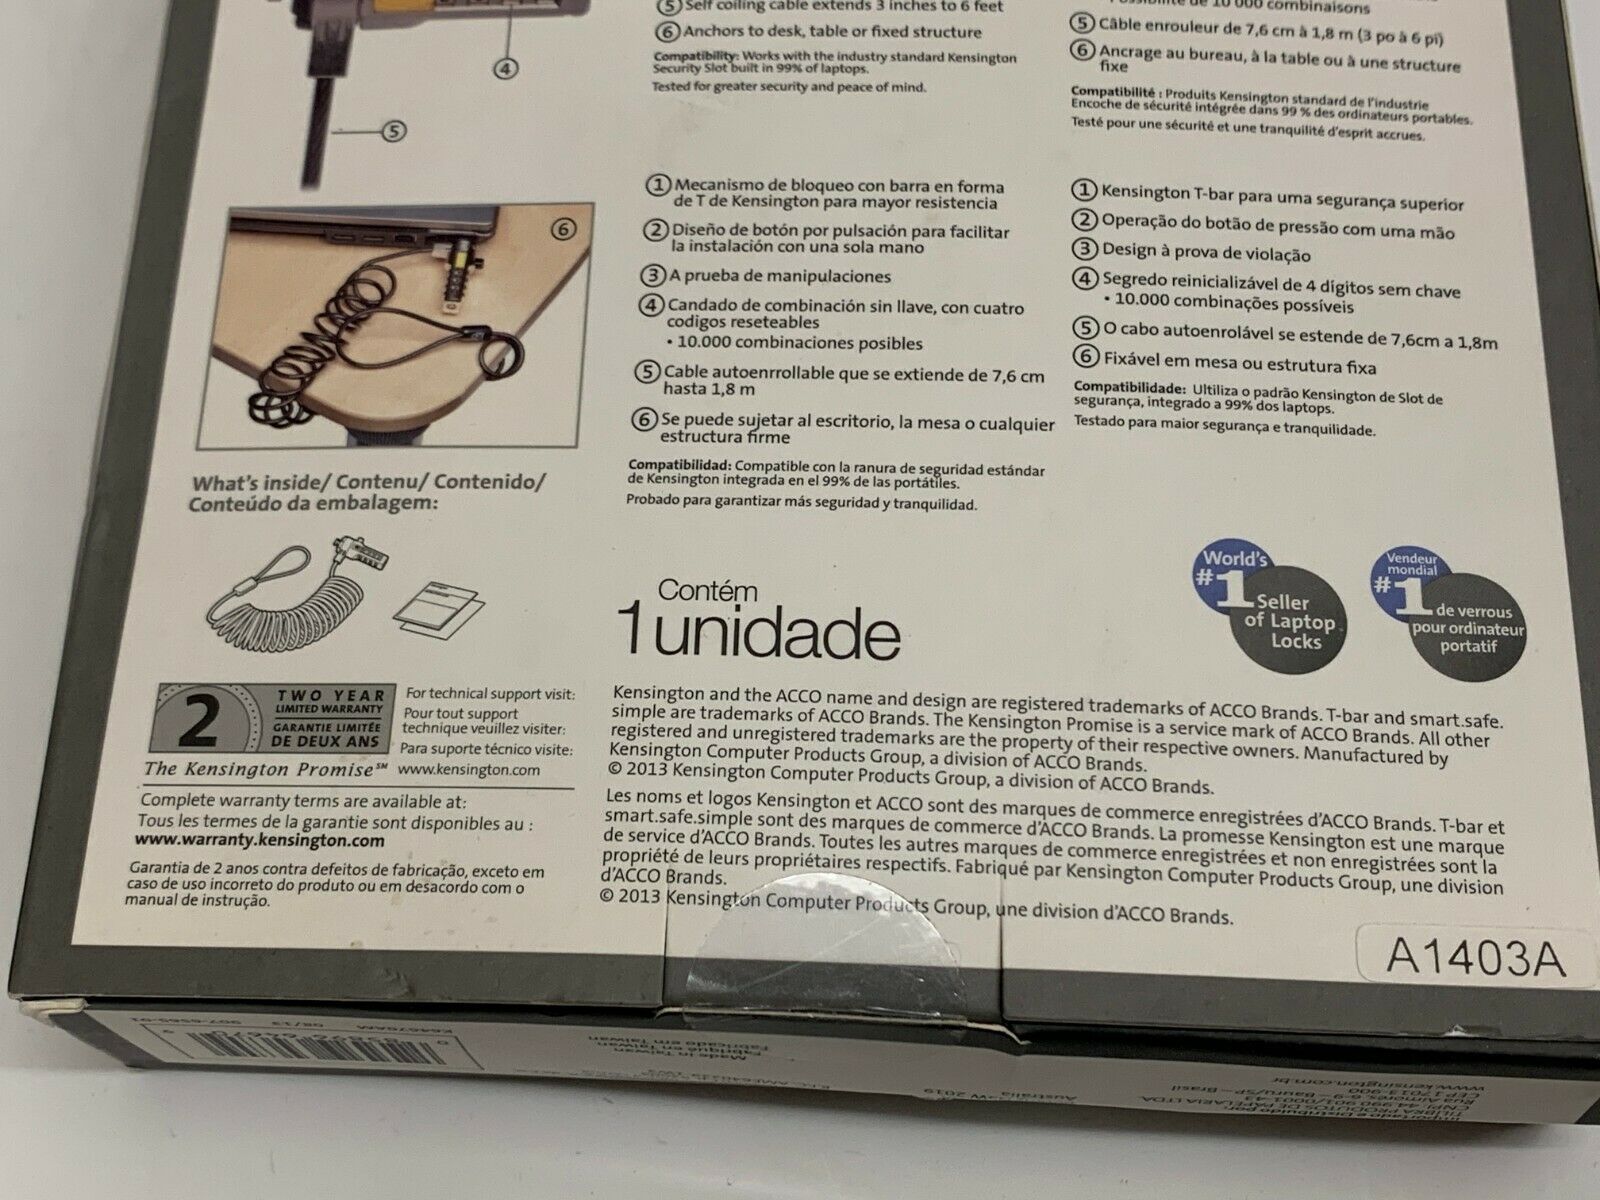 ⑤ Self coiling cable extends 3 inches to 6 feet
⑥ Anchors to desk, table or fixed structure
Compatibility: Works with the industry standard Kensington
Security Slot built in 99% of laptops.
Tested for greater security and peace of mind.
10 000 combinaisons
⑤ Câble enrouleur de 7,6 cm à 1,8 m (3 po à 6 pi)
⑥ Ancrage au bureau, à la table ou à une structure
fixe
Compatibilité : Produits Kensington standard de l'industrie
Encoche de sécurité intégrée dans 99 % des ordinateurs portables.
Testé pour une sécurité et une tranquilité d'esprit accrues.
④
⑤
⑥
① Mecanismo de bloqueo con barra en forma
de T de Kensington para mayor resistencia
② Diseño de botón por pulsación para facilitar
la instalación con una sola mano
③ A prueba de manipulaciones
④ Candado de combinación sin llave, con cuatro
codigos reseteables
• 10.000 combinaciones posibles
⑤ Cable autoenrrollable que se extiende de 7,6 cm
hasta 1,8 m
⑥ Se puede sujetar al escritorio, la mesa o cualquier
estructura firme
Compatibilidad: Compatible con la ranura de seguridad estándar
de Kensington integrada en el 99% de las portátiles.
Probado para garantizar más seguridad y tranquilidad.
① Kensington T-bar para uma segurança superior
② Operação do botão de pressão com uma mão
③ Design à prova de violação
④ Segredo reinicializável de 4 dígitos sem chave
• 10.000 combinações possíveis
⑤ O cabo autoenrolável se estende de 7,6cm a 1,8m
⑥ Fixável em mesa ou estrutura fixa
Compatibilidade: Ultiliza o padrão Kensington de Slot de
segurança, integrado a 99% dos laptops.
Testado para maior segurança e tranquilidade.
What's inside/ Contenu/ Contenido/
Conteúdo da embalagem:
Contém
1 unidade
World's
#1
Seller
of Laptop
Locks
Vendeur
mondial
#1
de verrous
pour ordinateur
portatif
2
TWO YEAR
LIMITED WARRANTY
GARANTIE LIMITÉE
DE DEUX ANS
The Kensington Promise℠
For technical support visit:
Pour tout support
technique veuillez visiter:
Para suporte técnico visite:
www.kensington.com
Complete warranty terms are available at:
Tous les termes de la garantie sont disponibles au :
www.warranty.kensington.com
Garantia de 2 anos contra defeitos de fabricação, exceto em
caso de uso incorreto do produto ou em desacordo com o
manual de instrução.
Kensington and the ACCO name and design are registered trademarks of ACCO Brands. T-bar and smart.safe.
simple are trademarks of ACCO Brands. The Kensington Promise is a service mark of ACCO Brands. All other
registered and unregistered trademarks are the property of their respective owners. Manufactured by
Kensington Computer Products Group, a division of ACCO Brands.
© 2013 Kensington Computer Products Group, a division of ACCO Brands.
Les noms et logos Kensington et ACCO sont des marques de commerce enregistrées d'ACCO Brands. T-bar et
smart.safe.simple sont des marques de commerce d'ACCO Brands. La promesse Kensington est une marque
de service d'ACCO Brands. Toutes les autres marques de commerce enregistrées et non enregistrées sont la
propriété de leurs propriétaires respectifs. Fabriqué par Kensington Computer Products Group, une division
d'ACCO Brands.
© 2013 Kensington Computer Products Group, une division d'ACCO Brands.
A1403A
Made in Taiwan
Fabriqué en Taiwan
Fabricado em Taiwan
08/13
www.kensington.com.br